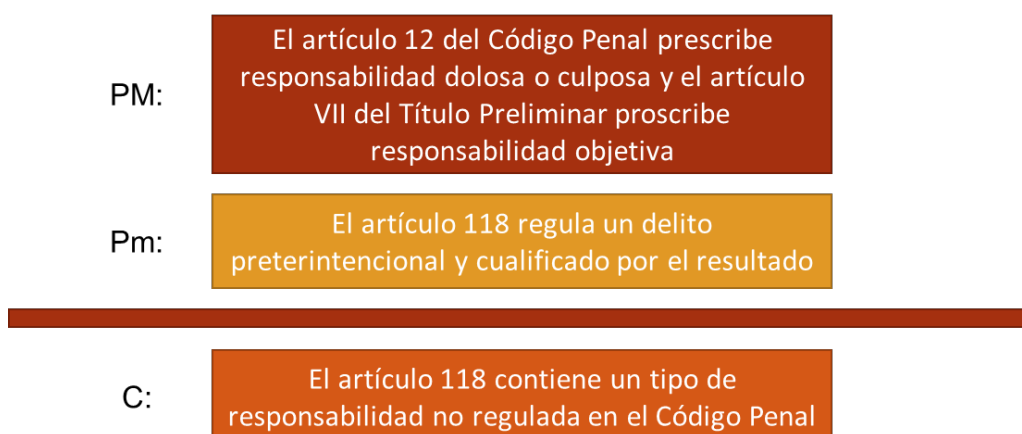 PM:
El artículo 12 del Código Penal prescribe
responsabilidad dolosa o culposa y el artículo
VII del Título Preliminar proscribe
responsabilidad objetiva
Pm:
El artículo 118 regula un delito
preterintencional y cualificado por el resultado
C:
El artículo 118 contiene un tipo de
responsabilidad no regulada en el Código Penal